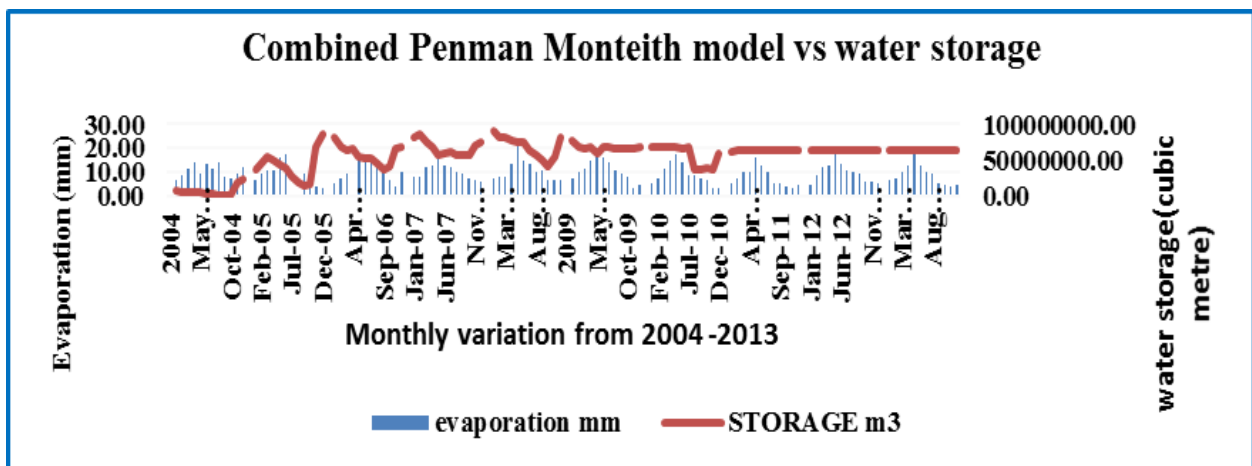 Combined Penman Monteith model vs water storage
Evaporation (mm)
30.00
20.00
10.00
0.00
100000000.00
50000000.00
0.00
water storage(cubic
metre)
2004
May...
Oct-04
Feb-05
Jul-05
Dec-05
Apr...
Sep-06
Jan-07
Jun-07
Nov...
Mar...
Aug...
2009
May...
Oct-09
Feb-10
Jul-10
Dec-10
Apr...
Sep-11
Jan-12
Jun-12
Nov...
Mar...
Aug...
Monthly variation from 2004 -2013
evaporation mm
STORAGE m3